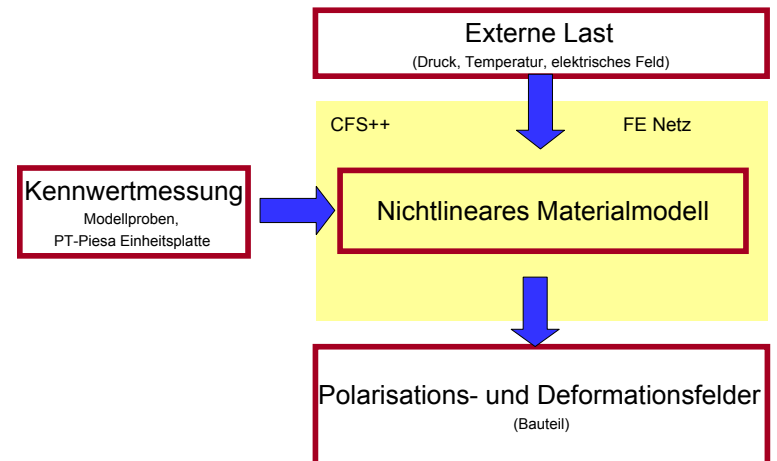 Externe Last
(Druck, Temperatur, elektrisches Feld)
CFS++ FE Netz
Kennwertmessung
Modellproben,
PT-Piesa Einheitsplatte
Nichtlineares Materialmodell
Polarisations- und Deformationsfelder
(Bauteil)